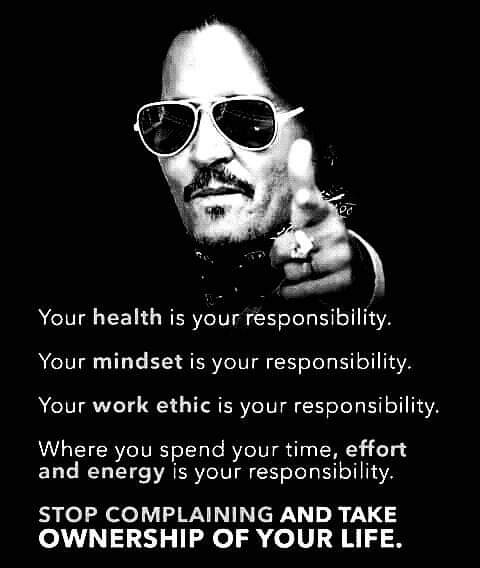 Your health is your responsibility.
Your mindset is your responsibility.
Your work ethic is your responsibility.
Where you spend your time, effort
and energy is your responsibility.
STOP COMPLAINING AND TAKE
OWNERSHIP OF YOUR LIFE.